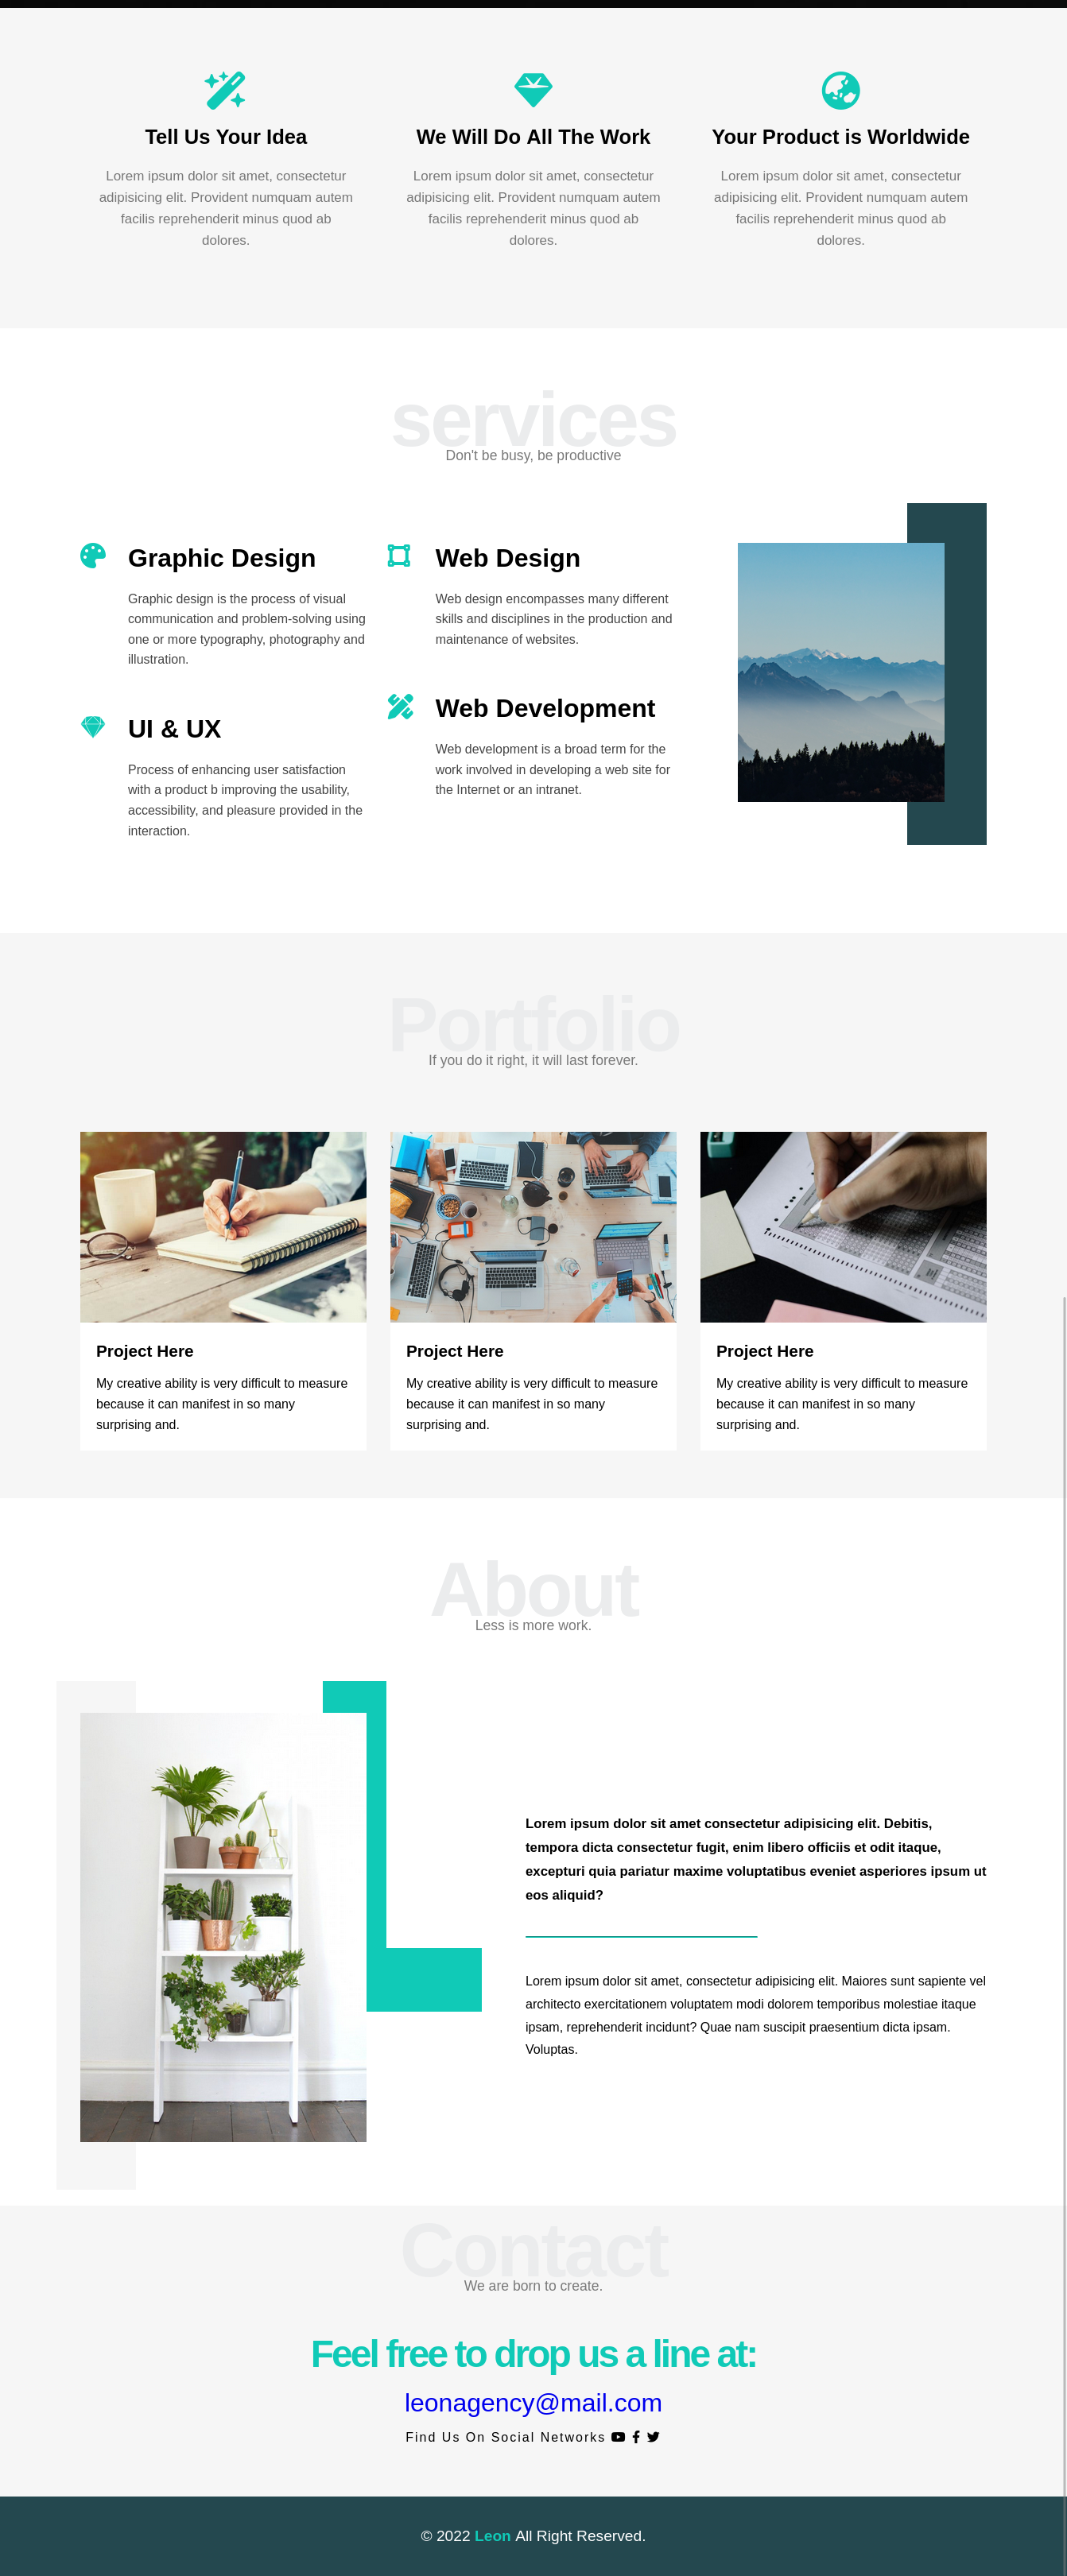 Tell Us Your Idea
Lorem ipsum dolor sit amet, consectetur
adipisicing elit. Provident numquam autem
facilis reprehenderit minus quod ab
dolores.
We Will Do All The Work
Lorem ipsum dolor sit amet, consectetur
adipisicing elit. Provident numquam autem
facilis reprehenderit minus quod ab
dolores.
Your Product is Worldwide
Lorem ipsum dolor sit amet, consectetur
adipisicing elit. Provident numquam autem
facilis reprehenderit minus quod ab
dolores.
services
Don't be busy, be productive
Graphic Design
Graphic design is the process of visual
communication and problem-solving using
one or more typography, photography and
illustration.
UI & UX
Process of enhancing user satisfaction
with a product b improving the usability,
accessibility, and pleasure provided in the
interaction.
Web Design
Web design encompasses many different
skills and disciplines in the production and
maintenance of websites.
Web Development
Web development is a broad term for the
work involved in developing a web site for
the Internet or an intranet.
Portfolio
If you do it right, it will last forever.
Project Here
My creative ability is very difficult to measure
because it can manifest in so many
surprising and.
Project Here
My creative ability is very difficult to measure
because it can manifest in so many
surprising and.
Project Here
My creative ability is very difficult to measure
because it can manifest in so many
surprising and.
About
Less is more work.
Lorem ipsum dolor sit amet consectetur adipisicing elit. Debitis,
tempora dicta consectetur fugit, enim libero officiis et odit itaque,
excepturi quia pariatur maxime voluptatibus eveniet asperiores ipsum ut
eos aliquid?
Lorem ipsum dolor sit amet, consectetur adipisicing elit. Maiores sunt sapiente vel
architecto exercitationem voluptatem modi dolorem temporibus molestiae itaque
ipsam, reprehenderit incidunt? Quae nam suscipit praesentium dicta ipsam.
Voluptas.
Contact
We are born to create.
Feel free to drop us a line at:
leonagency@mail.com
Find Us On Social Networks
© 2022 Leon All Right Reserved.